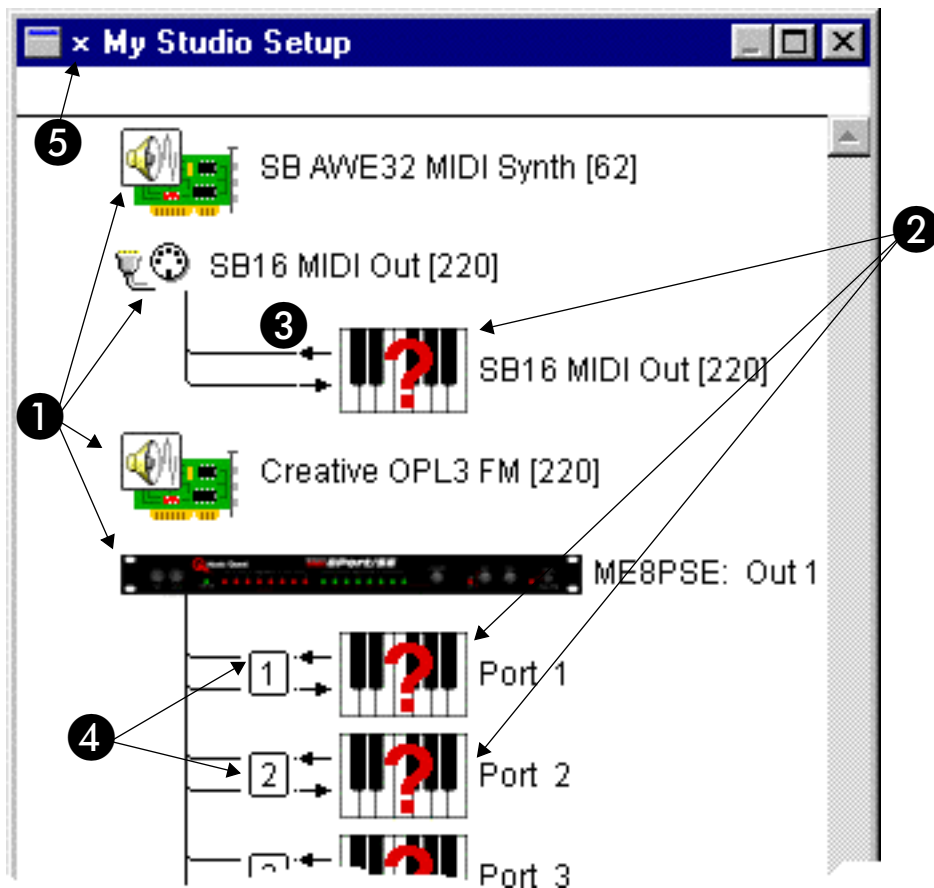 × My Studio Setup
5
SB AWE32 MIDI Synth [62]
2
SB16 MIDI Out [220]
3
SB16 MIDI Out [220]
1
Creative OPL3 FM [220]
ME8PSE: Out 1
1
Port 1
4
2
Port 2
Port 3